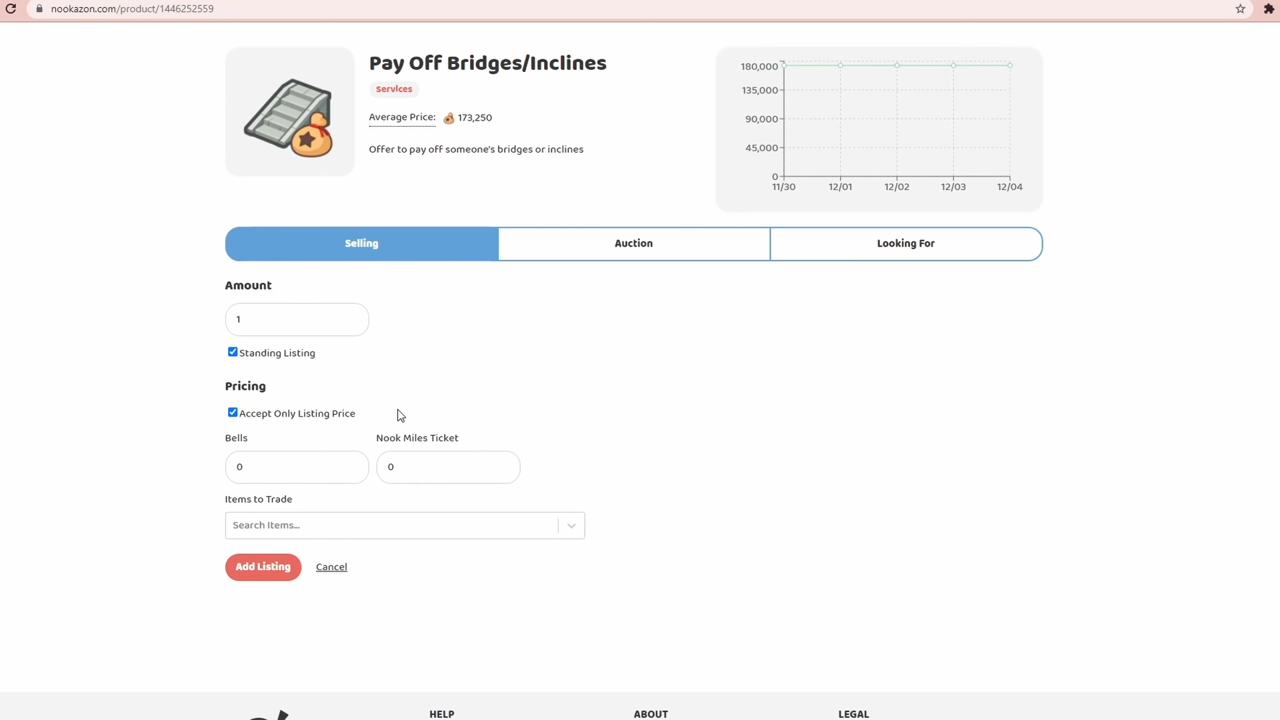 nookazon.com/product/1446252559
Pay Off Bridges/Inclines
Services
Average Price: 173,250
Offer to pay off someone's bridges or inclines
180,000
135,000
90,000
45,000
0
11/30 12/01 12/02 12/03 12/04
Selling Auction Looking For
Amount
1
Standing Listing
Pricing
Accept Only Listing Price
Bells Nook Miles Ticket
0 0
Items to Trade
Search Items...
Add Listing Cancel
HELP ABOUT LEGAL